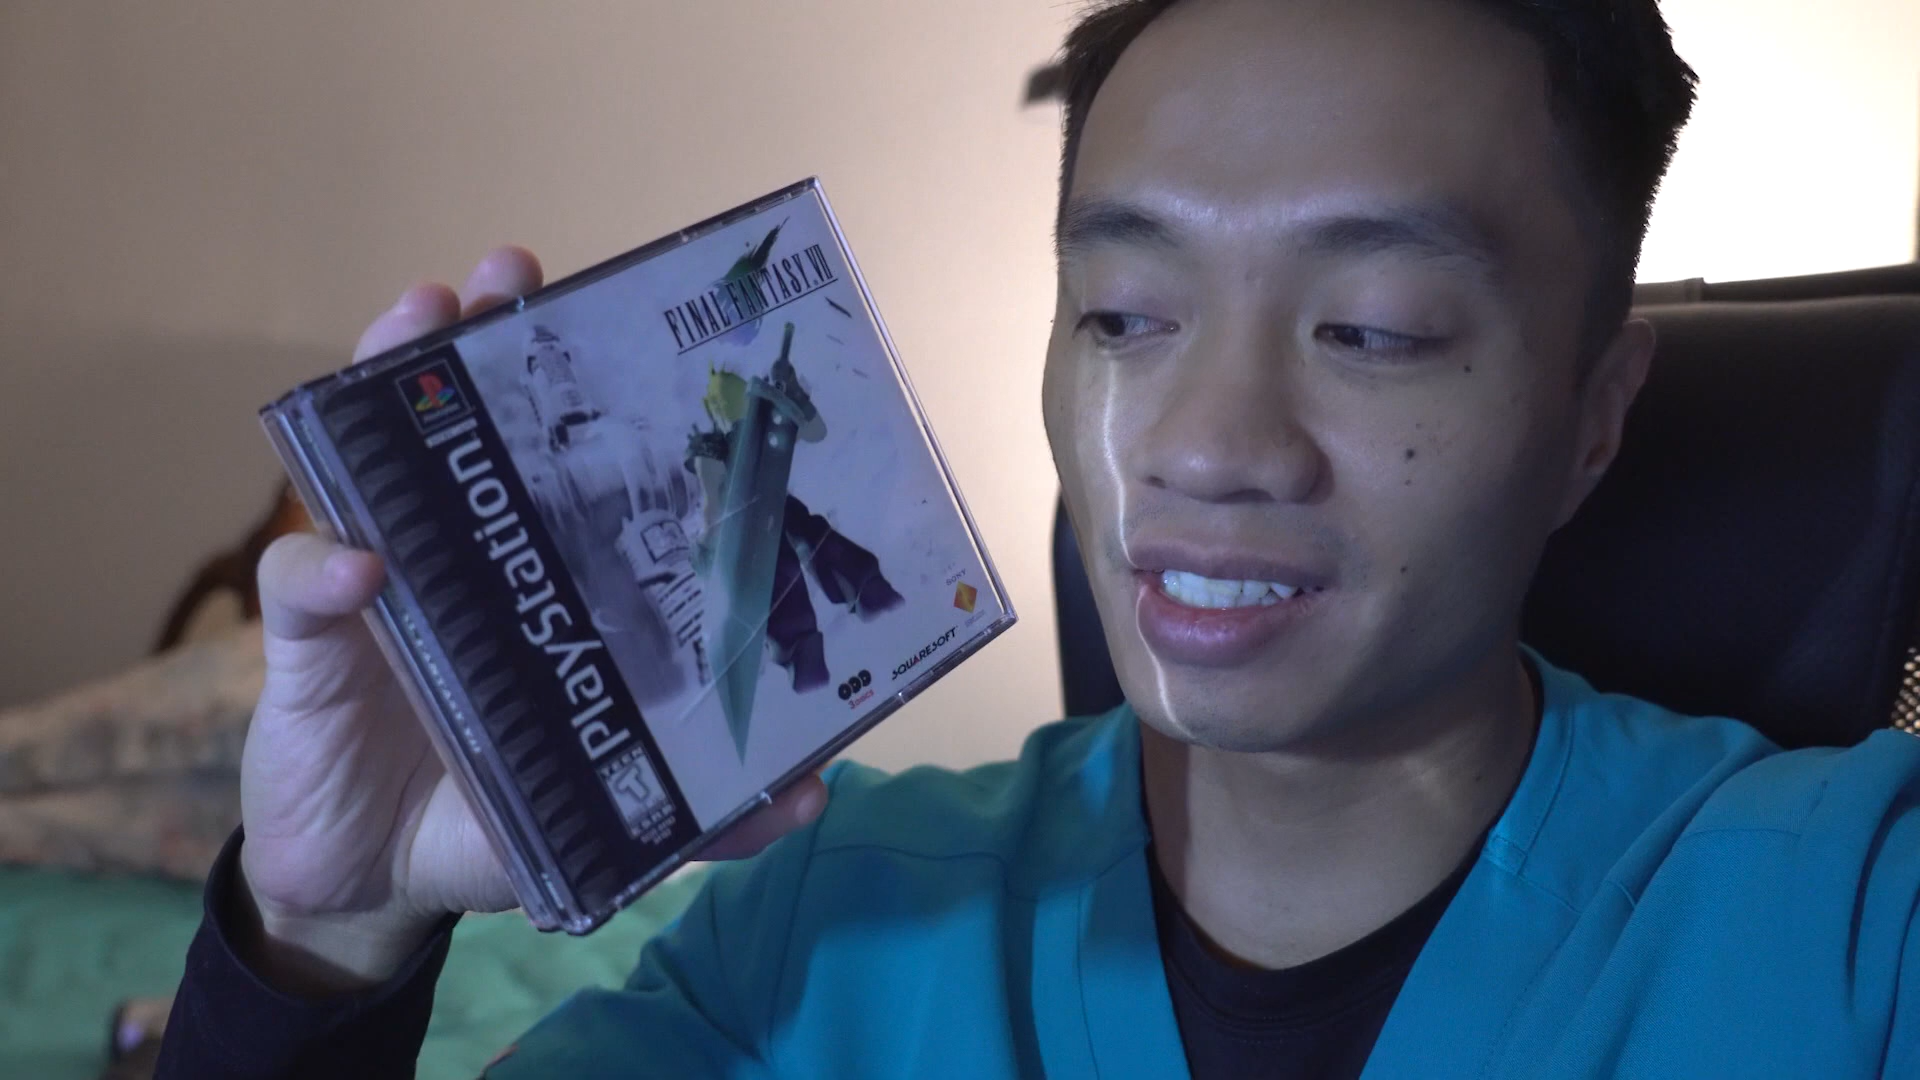 FINAL FANTASY VII
PlayStation
TEEN
T
ESRB
3 DISCS
SQUARESOFT
SONY